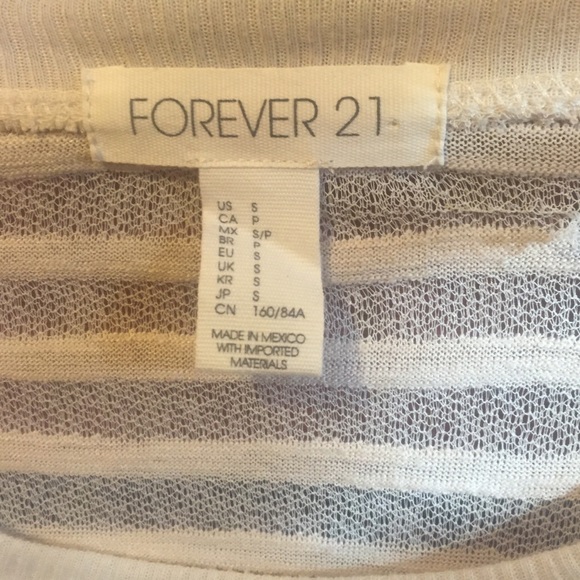 FOREVER 21
US S
CA P
MX S/P
BR P
EU S
UK S
KR S
JP S
CN 160/84A
MADE IN MEXICO
WITH IMPORTED
MATERIALS